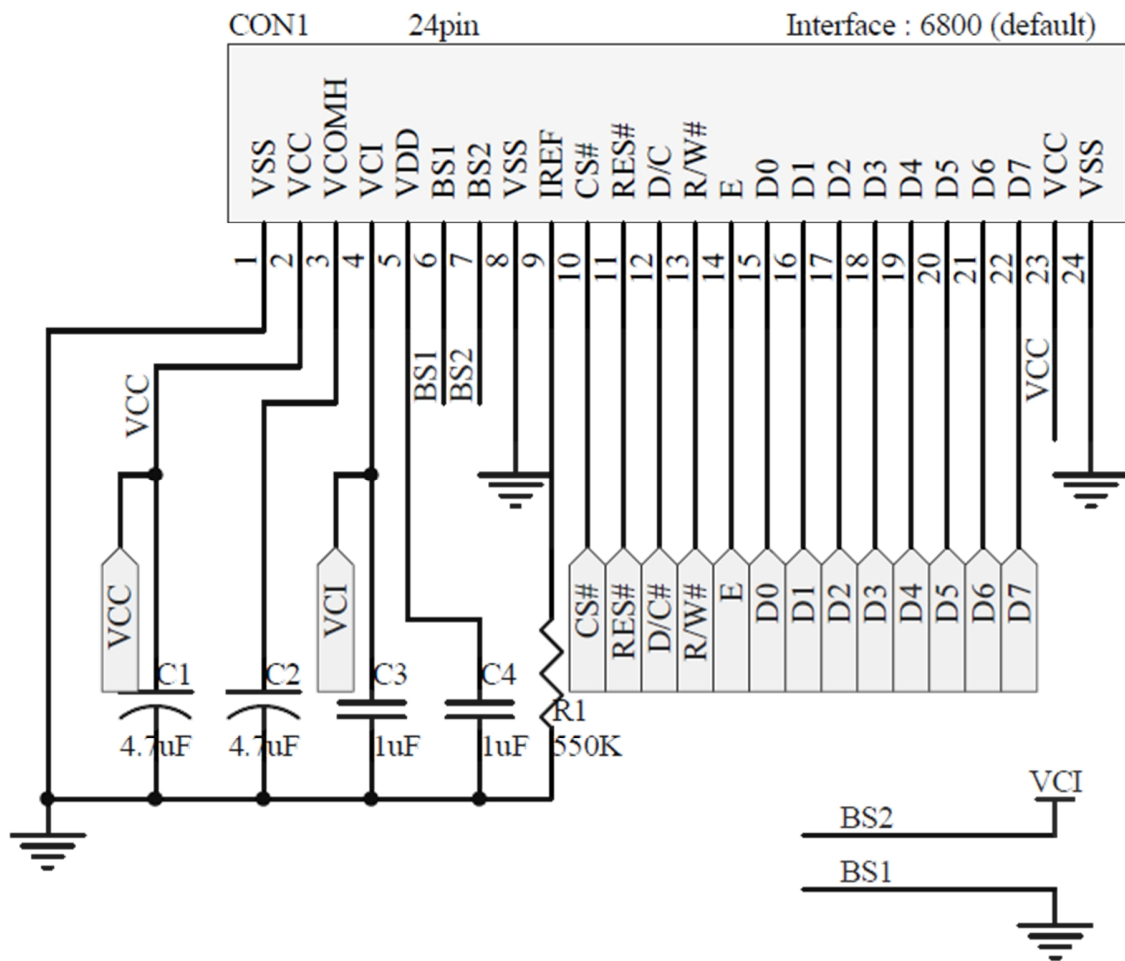 CON1 24pin Interface : 6800 (default)
VSS VCC VCOMH VCI VDD BS1 BS2 VSS IREF CS# RES# D/C R/W# E D0 D1 D2 D3 D4 D5 D6 D7 VCC VSS
1 2 3 4 5 6 7 8 9 10 11 12 13 14 15 16 17 18 19 20 21 22 23 24
VCC BS1 BS2 VCC
VCC VCI CS# RES# D/C# R/W# E D0 D1 D2 D3 D4 D5 D6 D7
C1 C2 C3 C4 R1
4.7uF 4.7uF 1uF 1uF 550K
VCI
BS2
BS1